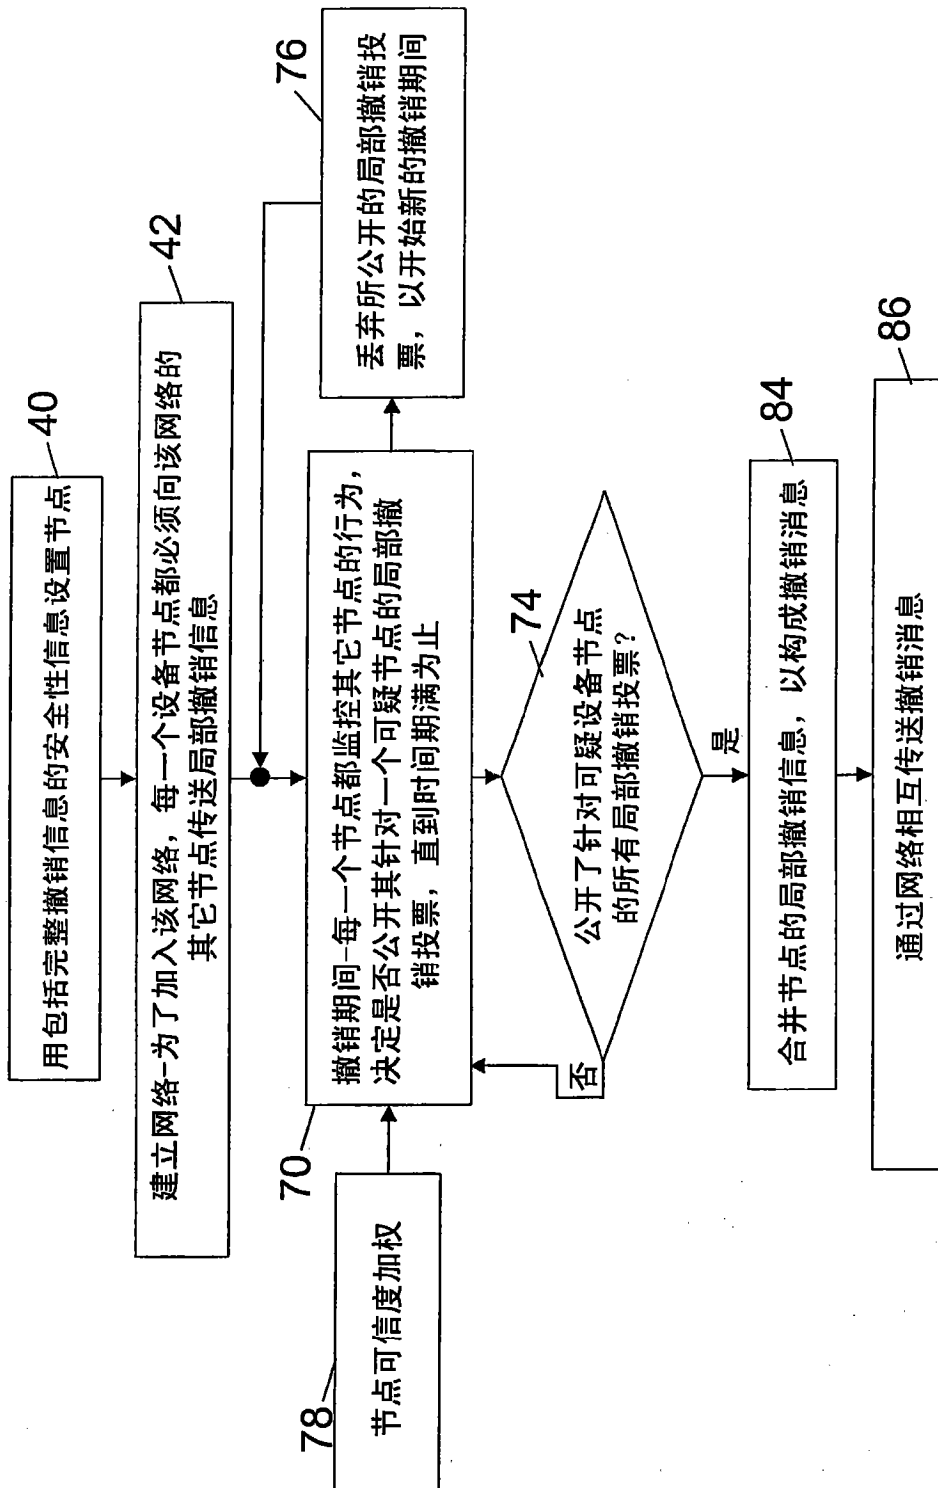 40
用包括完整撤销信息的安全性信息设置节点
42
建立网络-为了加入该网络，每一个设备节点都必须向该网络的
其它节点传送局部撤销信息
70
撤销期间-每一个节点都监控其它节点的行为，
决定是否公开其针对一个可疑节点的局部撤
销投票，直到时间期满为止
76
丢弃所公开的局部撤销投
票，以开始新的撤销期间
78
节点可信度加权
74
公开了针对可疑设备节点
的所有局部撤销投票？
否
是
84
合并节点的局部撤销信息，以构成撤销消息
86
通过网络相互传送撤销消息